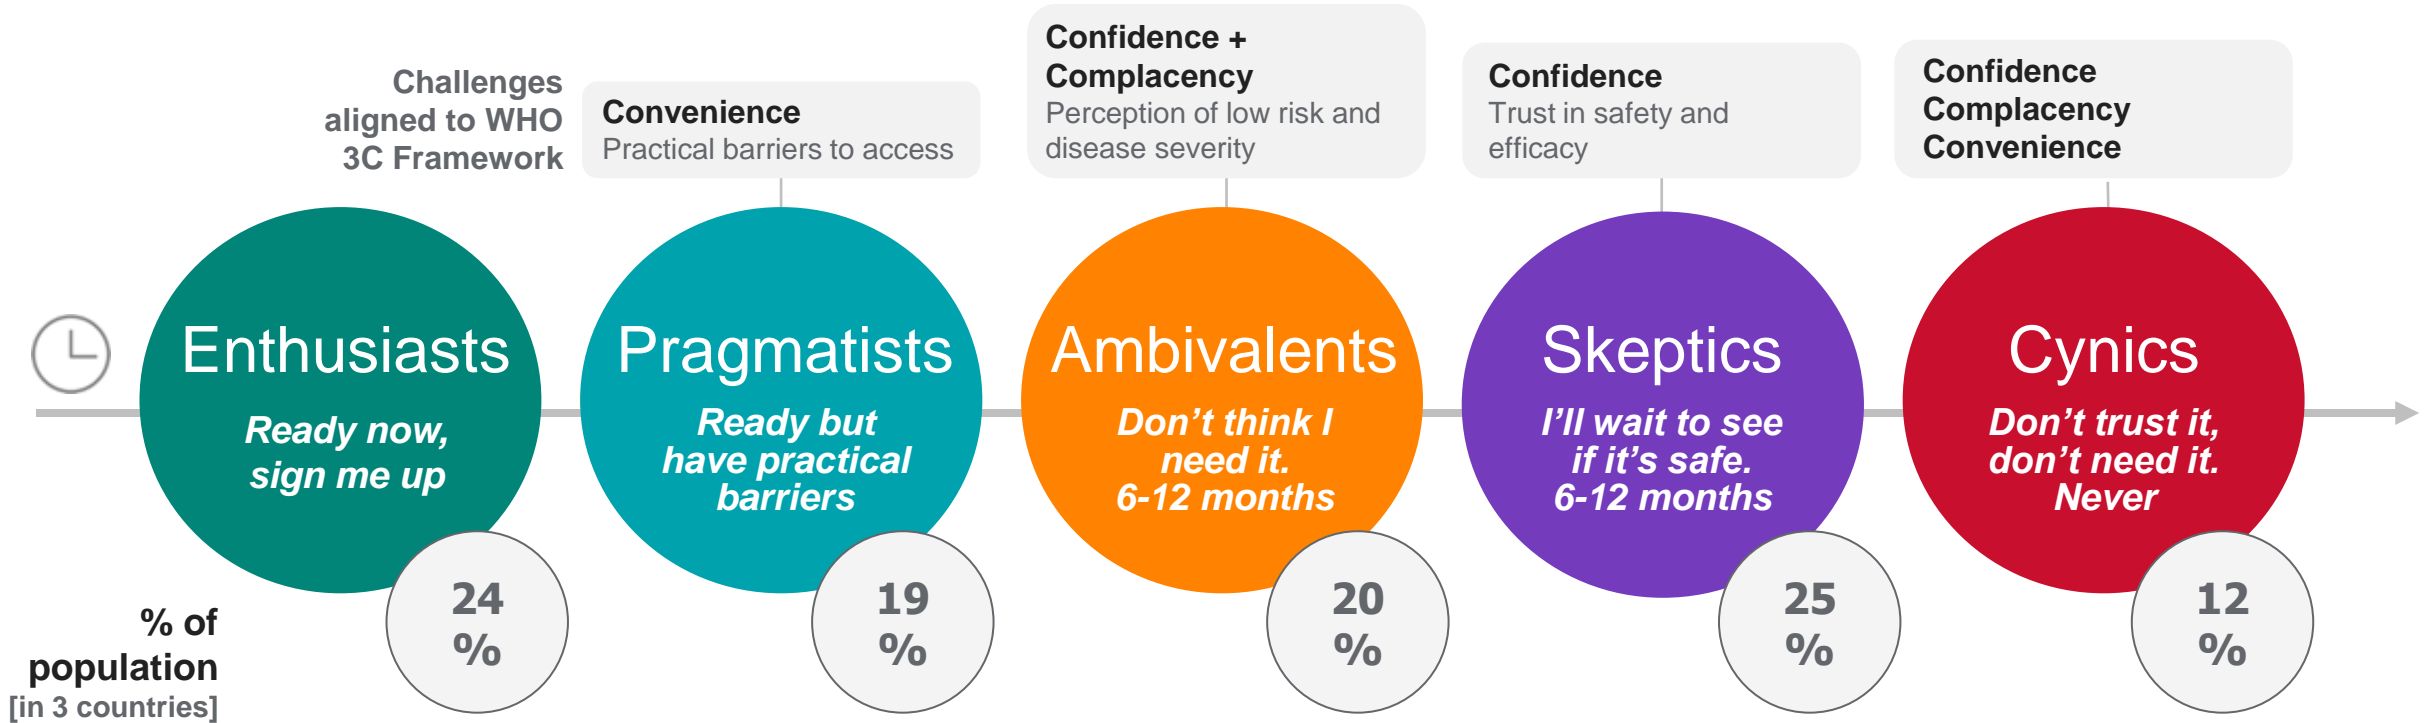 Challenges
aligned to WHO
3C Framework
Convenience
Practical barriers to access
Confidence +
Complacency
Perception of low risk and
disease severity
Confidence
Trust in safety and
efficacy
Confidence
Complacency
Convenience
Enthusiasts
Ready now,
sign me up
Pragmatists
Ready but
have practical
barriers
Ambivalents
Don’t think I
need it.
6-12 months
Skeptics
I’ll wait to see
if it’s safe.
6-12 months
Cynics
Don’t trust it,
don’t need it.
Never
% of
population
[in 3 countries]
24
%
19
%
20
%
25
%
12
%